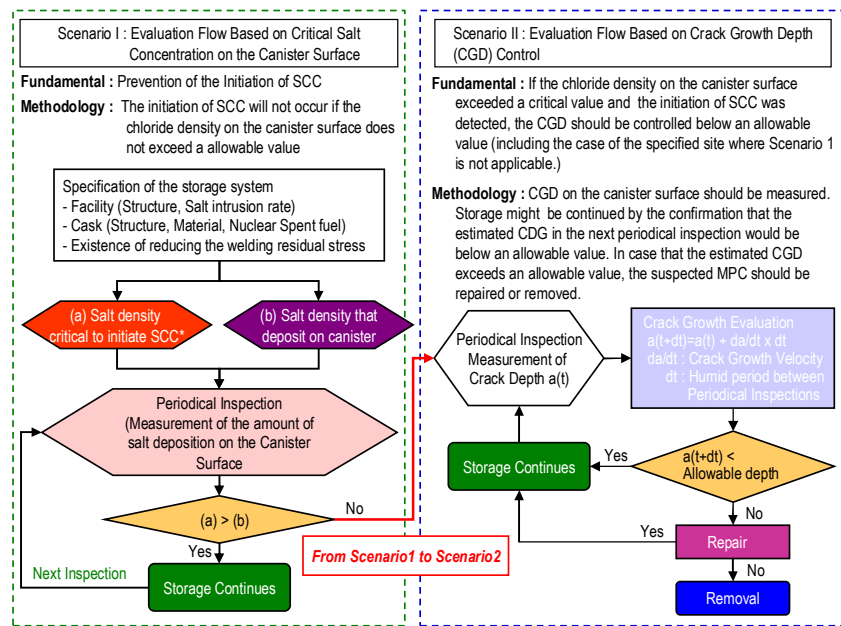 Scenario I : Evaluation Flow Based on Critical Salt
Concentration on the Canister Surface
Fundamental : Prevention of the Initiation of SCC
Methodology : The initiation of SCC will not occur if the
chloride density on the canister surface does
not exceed a allowable value
Specification of the storage system
- Facility (Structure, Salt intrusion rate)
- Cask (Structure, Material, Nuclear Spent fuel)
- Existence of reducing the welding residual stress
(a) Salt density
critical to initiate SCC*
(b) Salt density that
deposit on canister
Periodical Inspection
(Measurement of the amount of
salt deposition on the Canister
Surface
(a) > (b)
No
Yes
Next Inspection
Storage Continues
From Scenario1 to Scenario2
Scenario II : Evaluation Flow Based on Crack Growth Depth
(CGD) Control
Fundamental : If the chloride density on the canister surface
exceeded a critical value and the initiation of SCC was
detected, the CGD should be controlled below an allowable
value (including the case of the specified site where Scenario 1
is not applicable.)
Methodology : CGD on the canister surface should be measured.
Storage might be continued by the confirmation that the
estimated CDG in the next periodical inspection would be
below an allowable value. In case that the estimated CGD
exceeds an allowable value, the suspected MPC should be
repaired or removed.
Periodical Inspection
Measurement of
Crack Depth a(t)
Crack Growth Evaluation
a(t+dt)=a(t) + da/dt x dt
da/dt : Crack Growth Velocity
dt : Humid period between
Periodical Inspections
Storage Continues
Yes
a(t+dt) <
Allowable depth
No
Yes
Repair
No
Removal